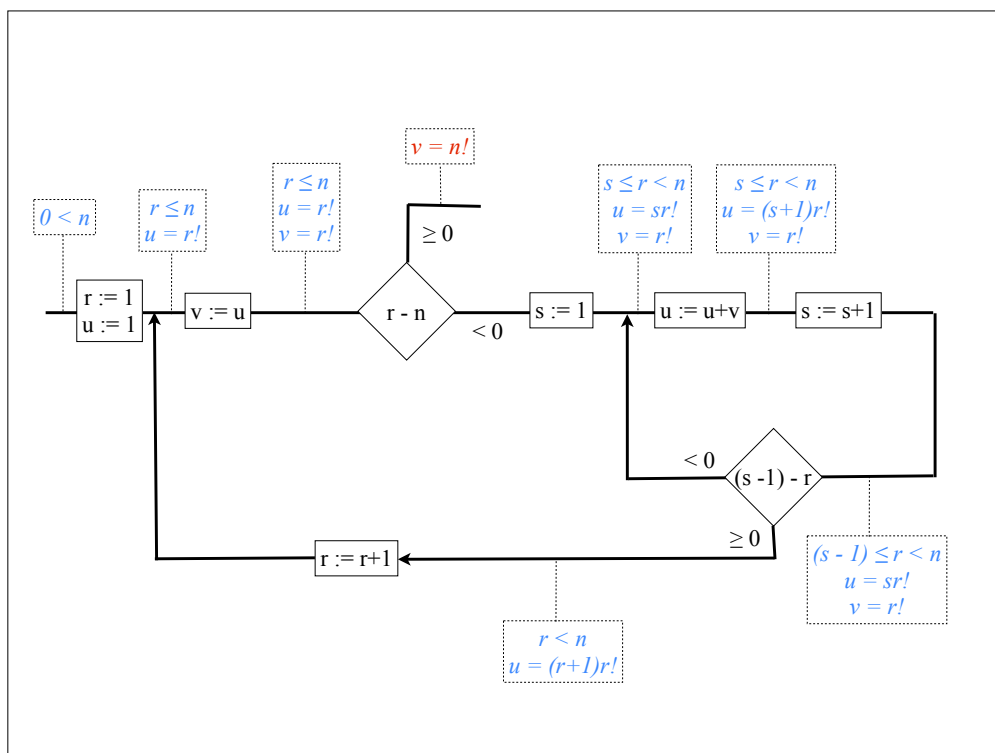 v = n!
0 < n
r ≤ n
u = r!
r ≤ n
u = r!
v = r!
≥ 0
s ≤ r < n
u = sr!
v = r!
s ≤ r < n
u = (s+1)r!
v = r!
r := 1
u := 1
v := u
r - n
< 0
s := 1
u := u+v
s := s+1
< 0
(s -1) - r
≥ 0
r := r+1
(s - 1) ≤ r < n
u = sr!
v = r!
r < n
u = (r+1)r!